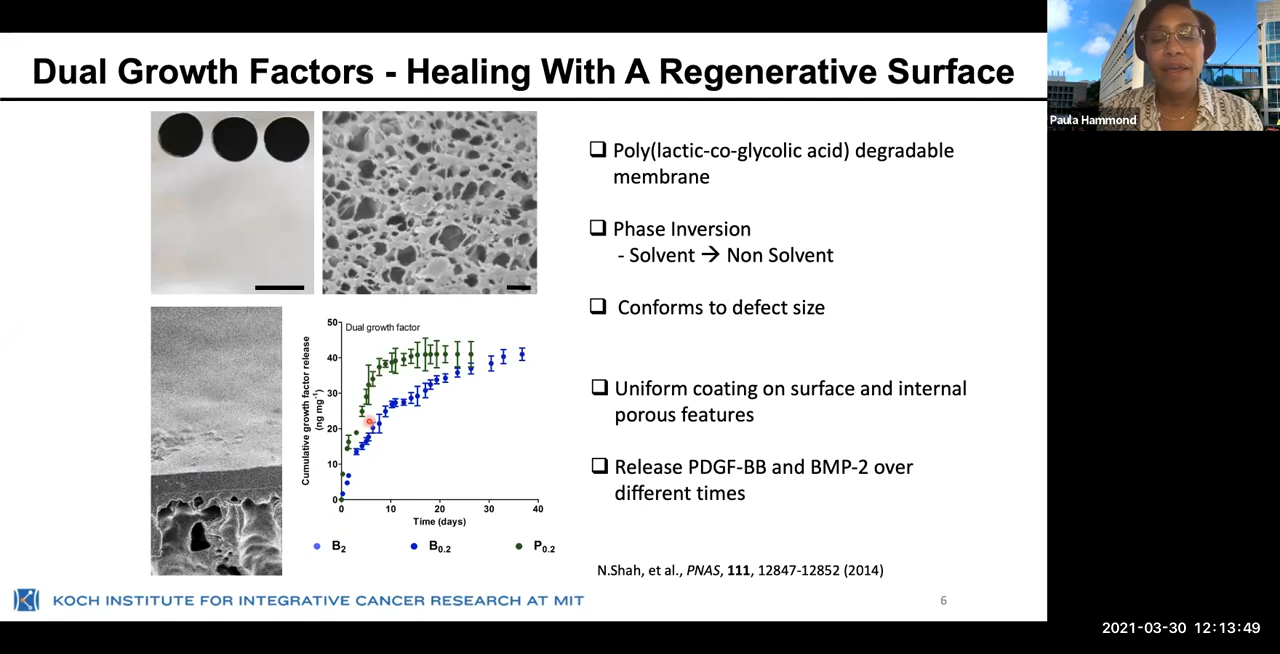 Dual Growth Factors - Healing With A Regenerative Surface
Paula Hammond
❑ Poly(lactic-co-glycolic acid) degradable
membrane
❑ Phase Inversion
- Solvent → Non Solvent
❑ Conforms to defect size
❑ Uniform coating on surface and internal
porous features
❑ Release PDGF-BB and BMP-2 over
different times
Dual growth factor
Cumulative growth factor release
(ng mg⁻¹)
50
40
30
20
10
0
0 10 20 30 40
Time (days)
B₂ B₀.₂ P₀.₂
N.Shah, et al., PNAS, 111, 12847-12852 (2014)
KOCH INSTITUTE FOR INTEGRATIVE CANCER RESEARCH AT MIT
6
2021-03-30 12:13:49